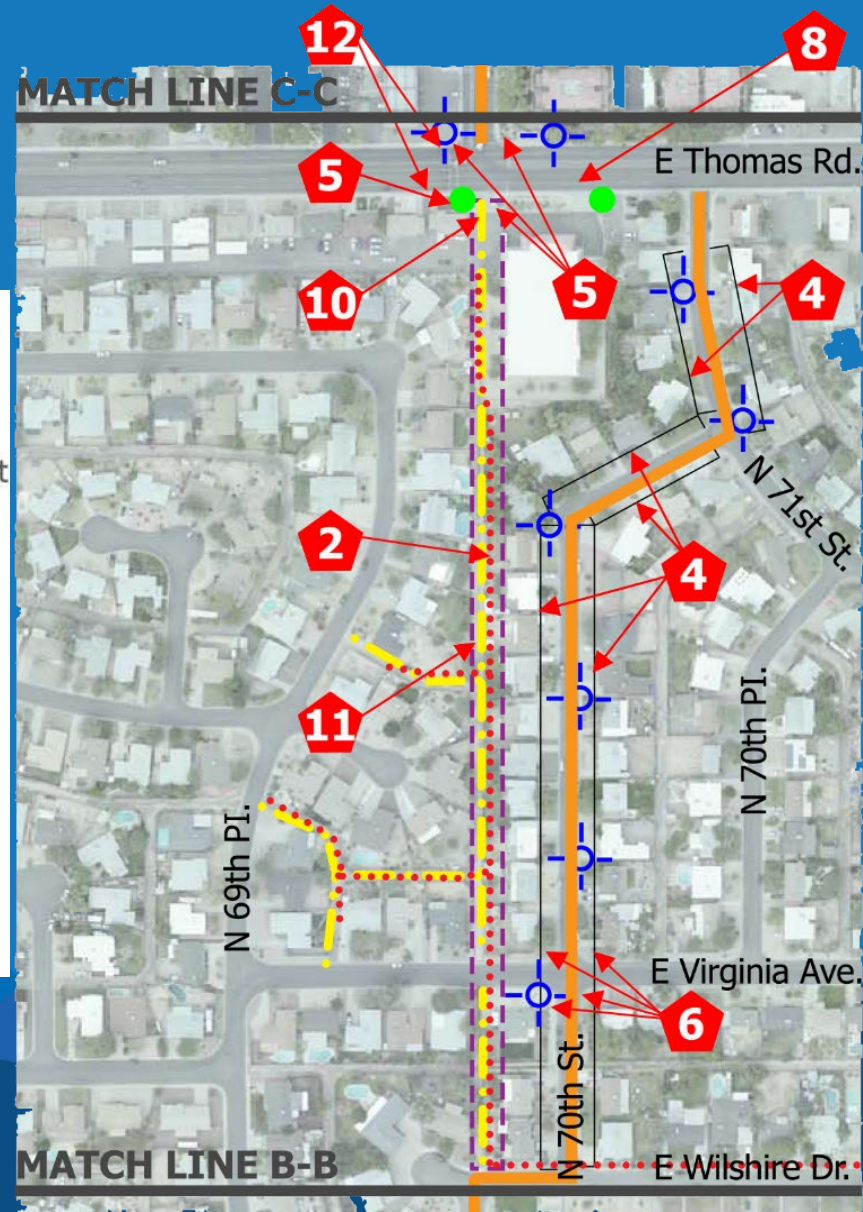 12
8
MATCH LINE C-C
E Thomas Rd.
5
10
5
4
t
N 71st St.
2
4
11
N 70th Pl.
N 69th Pl.
E Virginia Ave.
6
N 70th St.
MATCH LINE B-B
E Wilshire Dr.